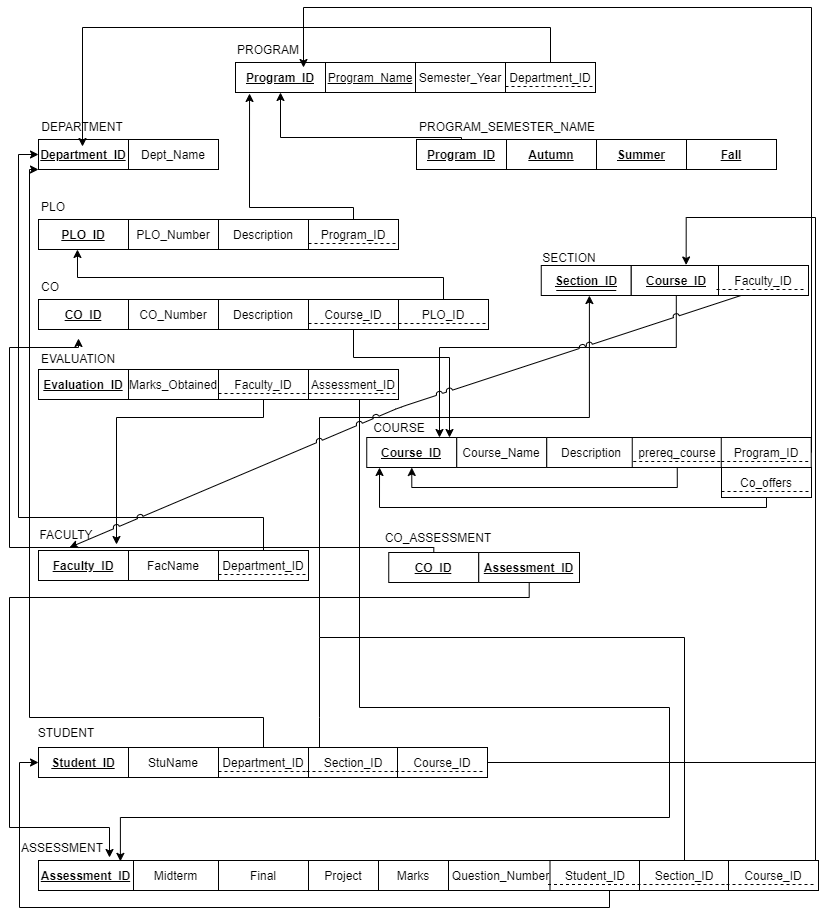 PROGRAM
Program_ID Program_Name Semester_Year Department_ID
DEPARTMENT
PROGRAM_SEMESTER_NAME
Department_ID Dept_Name
Program_ID Autumn Summer Fall
PLO
PLO_ID PLO_Number Description Program_ID
SECTION
Section_ID Course_ID Faculty_ID
CO
CO_ID CO_Number Description Course_ID PLO_ID
EVALUATION
Evaluation_ID Marks_Obtained Faculty_ID Assessment_ID
COURSE
Course_ID Course_Name Description prereq_course Program_ID
Co_offers
FACULTY
Faculty_ID FacName Department_ID
CO_ASSESSMENT
CO_ID Assessment_ID
STUDENT
Student_ID StuName Department_ID Section_ID Course_ID
ASSESSMENT
Assessment_ID Midterm Final Project Marks Question_Number Student_ID Section_ID Course_ID